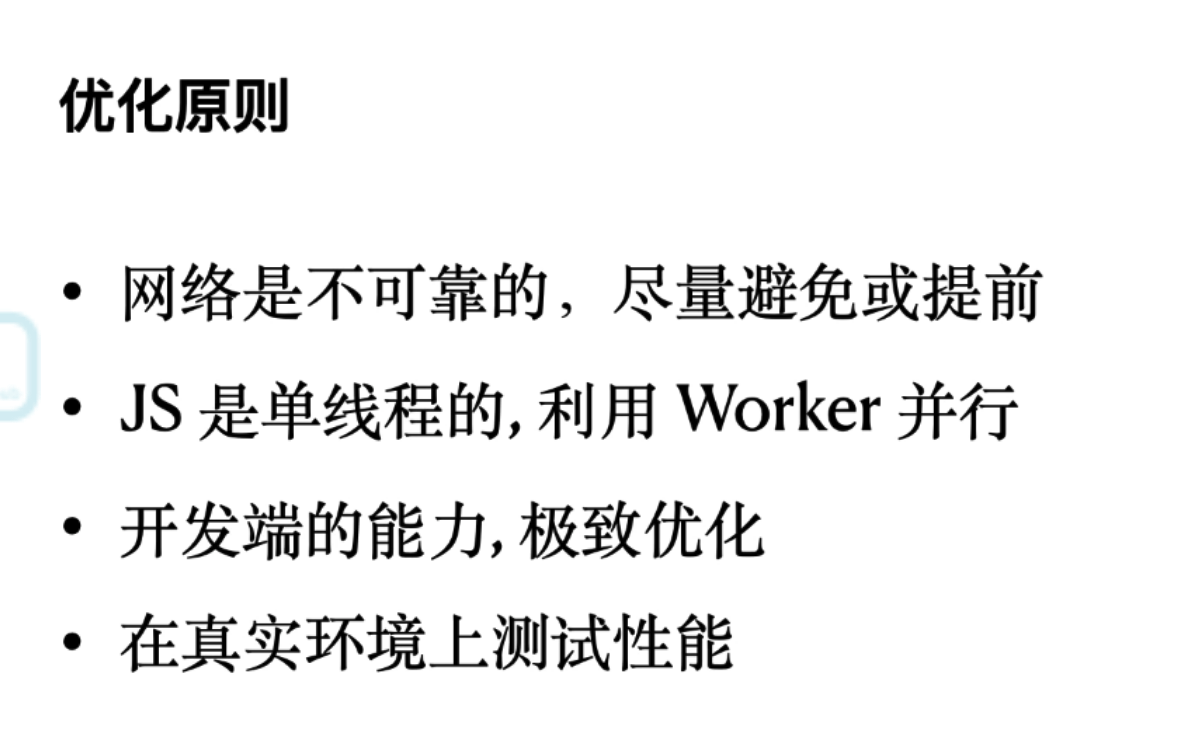 优化原则
• 网络是不可靠的，尽量避免或提前
• JS 是单线程的, 利用 Worker 并行
• 开发端的能力, 极致优化
• 在真实环境上测试性能